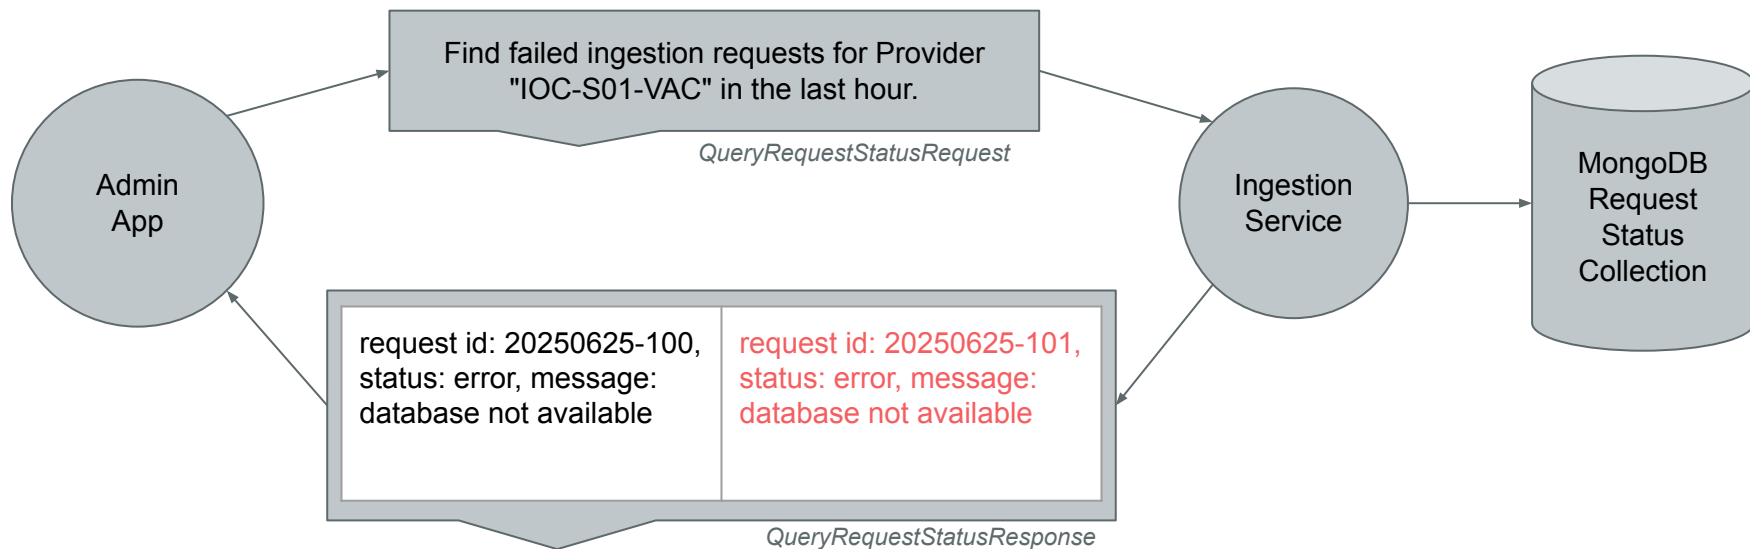 Find failed ingestion requests for Provider
"IOC-S01-VAC" in the last hour.
QueryRequestStatusRequest
Admin
App
Ingestion
Service
MongoDB
Request
Status
Collection
request id: 20250625-100,
status: error, message:
database not available
request id: 20250625-101,
status: error, message:
database not available
QueryRequestStatusResponse